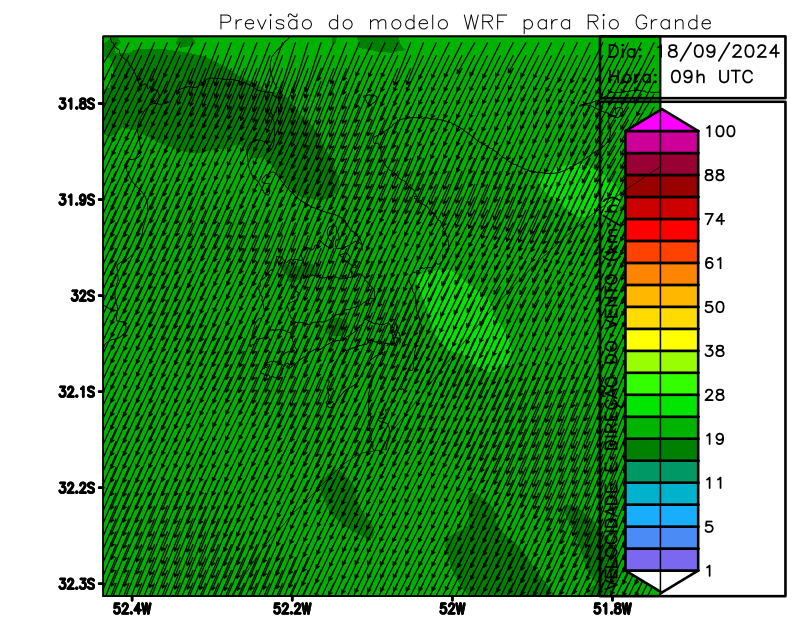 Previsão do modelo WRF para Rio Grande
Dia: 18/09/2024
Hora: 09h UTC
31.8S
31.9S
32S
32.1S
32.2S
32.3S
52.4W
52.2W
52W
51.8W
VELOCIDADE E DIREÇÃO DO VENTO (km/h)
100
88
74
61
50
38
28
19
11
5
1